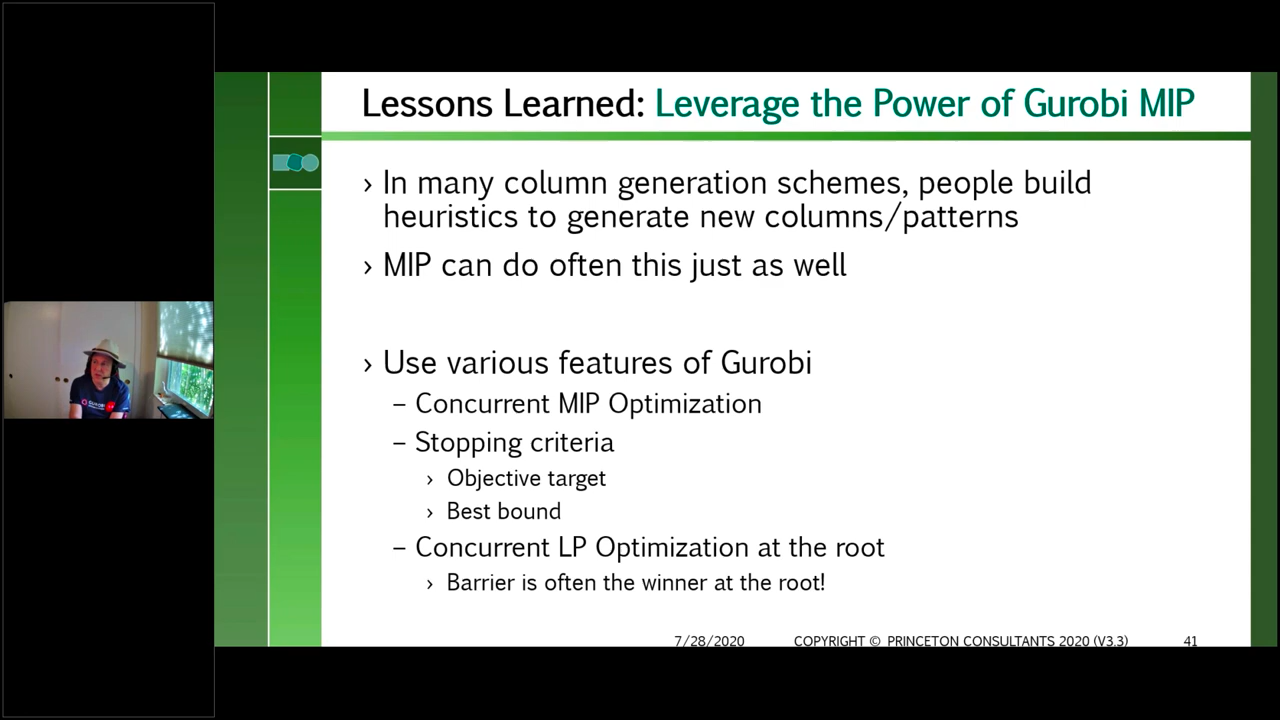 Lessons Learned: Leverage the Power of Gurobi MIP
› In many column generation schemes, people build
heuristics to generate new columns/patterns
› MIP can do often this just as well
› Use various features of Gurobi
– Concurrent MIP Optimization
– Stopping criteria
› Objective target
› Best bound
– Concurrent LP Optimization at the root
› Barrier is often the winner at the root!
7/28/2020 COPYRIGHT © PRINCETON CONSULTANTS 2020 (V3.3) 41
GUROBI